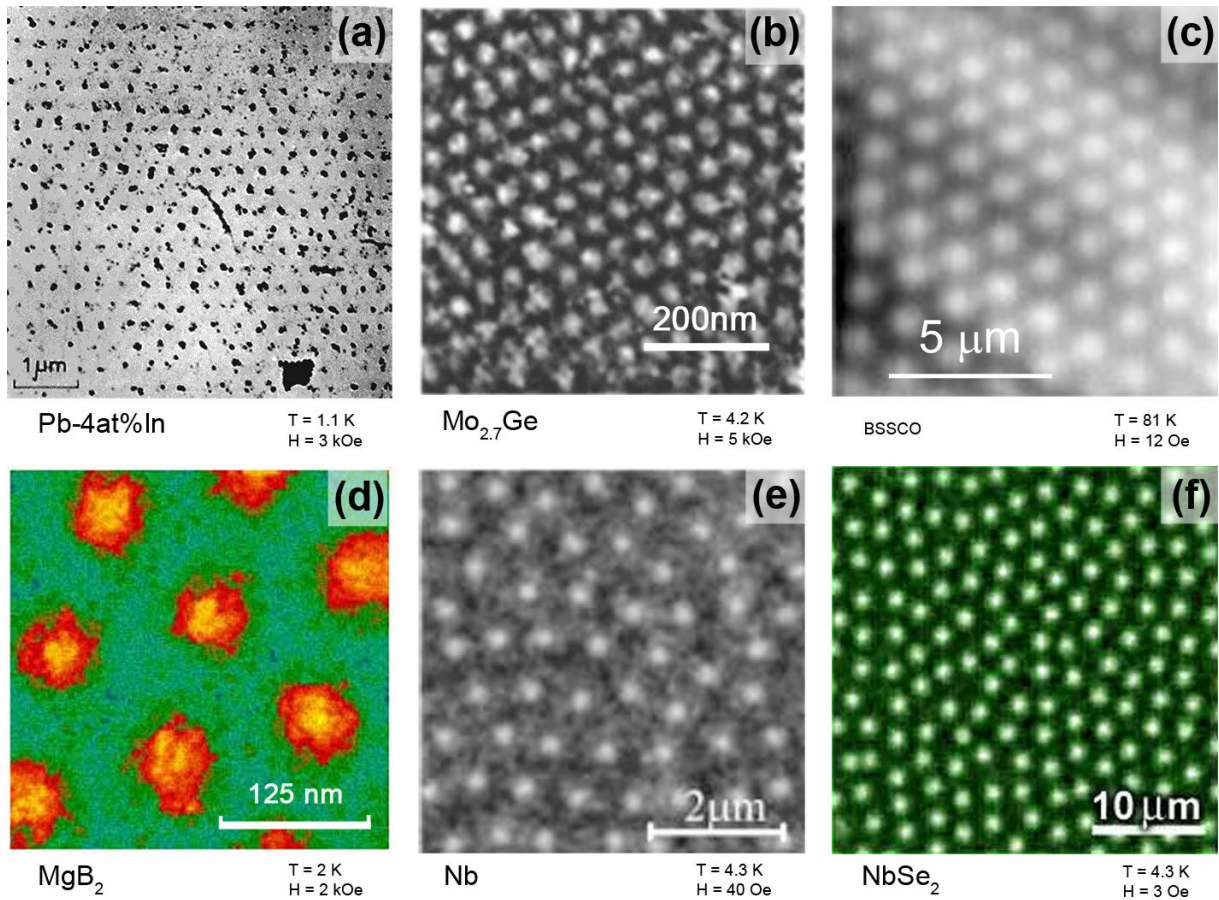 (a)
1μm
Pb-4at%In
T = 1.1 K
H = 3 kOe
(b)
200nm
Mo2.7Ge
T = 4.2 K
H = 5 kOe
(c)
5 μm
BSSCO
T = 81 K
H = 12 Oe
(d)
125 nm
MgB2
T = 2 K
H = 2 kOe
(e)
2μm
Nb
T = 4.3 K
H = 40 Oe
(f)
10 μm
NbSe2
T = 4.3 K
H = 3 Oe